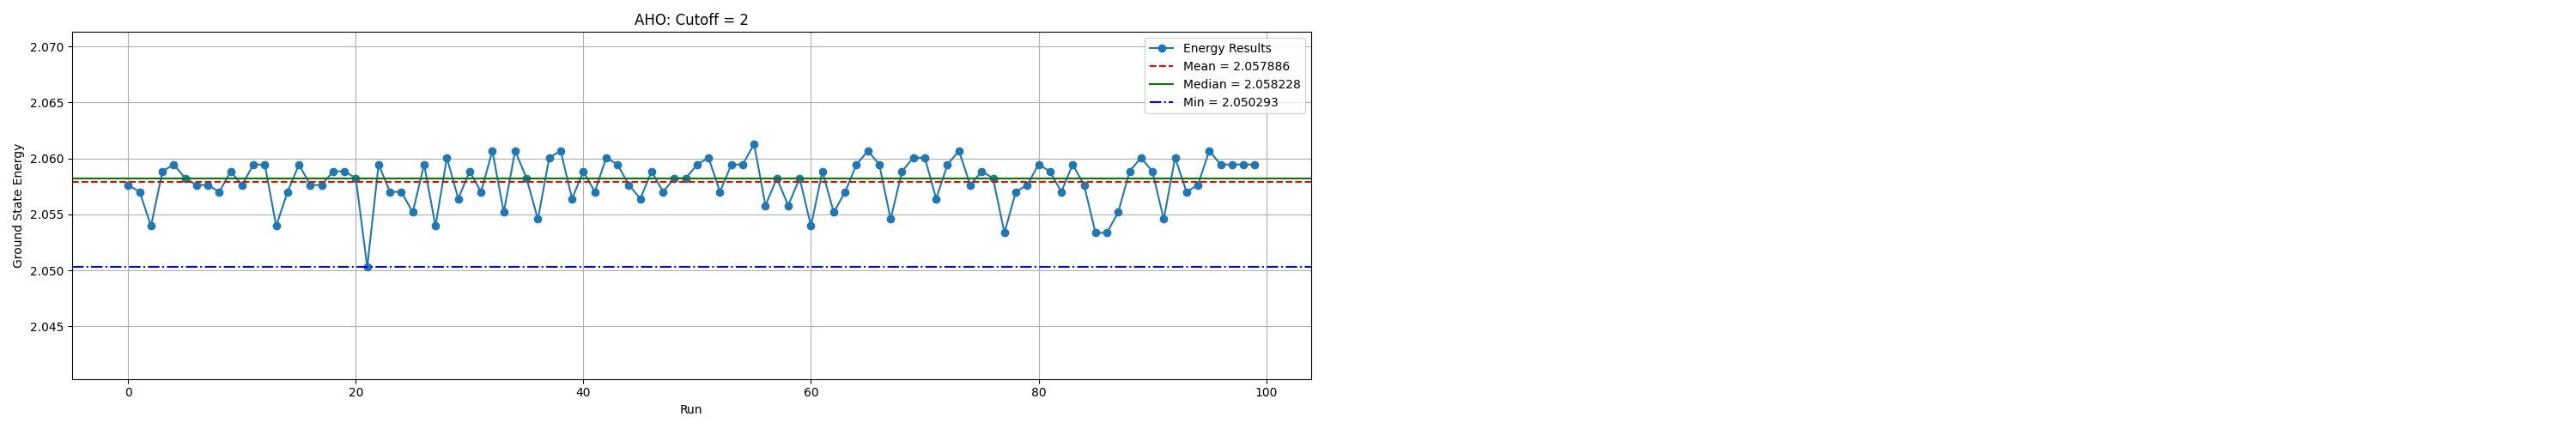 AHO: Cutoff = 2
Ground State Energy
2.070
2.065
2.060
2.055
2.050
2.045
Energy Results
Mean = 2.057886
Median = 2.058228
Min = 2.050293
0
20
40
60
80
100
Run